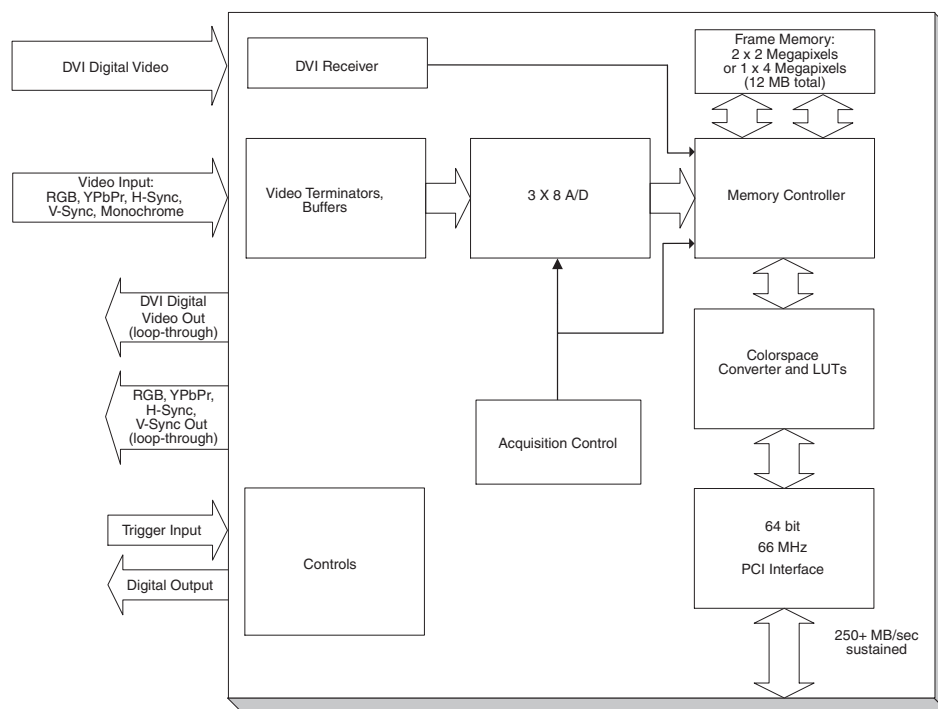 DVI Digital Video
DVI Receiver
Frame Memory:
2 x 2 Megapixels
or 1 x 4 Megapixels
(12 MB total)
Video Input:
RGB, YPbPr, H-Sync,
V-Sync, Monochrome
Video Terminators,
Buffers
3 X 8 A/D
Memory Controller
DVI Digital
Video Out
(loop-through)
Colorspace
Converter and LUTs
RGB, YPbPr,
H-Sync,
V-Sync Out
(loop-through)
Acquisition Control
Trigger Input
Digital Output
Controls
64 bit
66 MHz
PCI Interface
250+ MB/sec
sustained